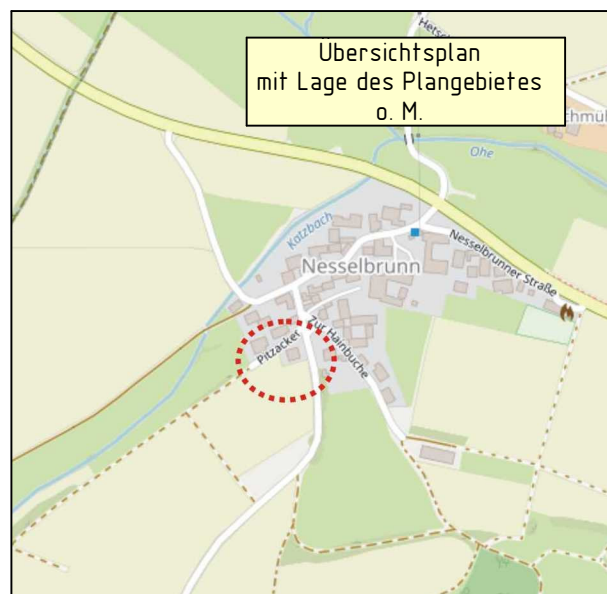 Übersichtsplan
mit Lage des Plangebietes
o. M.
Ohe
Katzbach
Nesselbrunn
Nesselbrunner Straße
Pitzacker
Zur Hainbuche